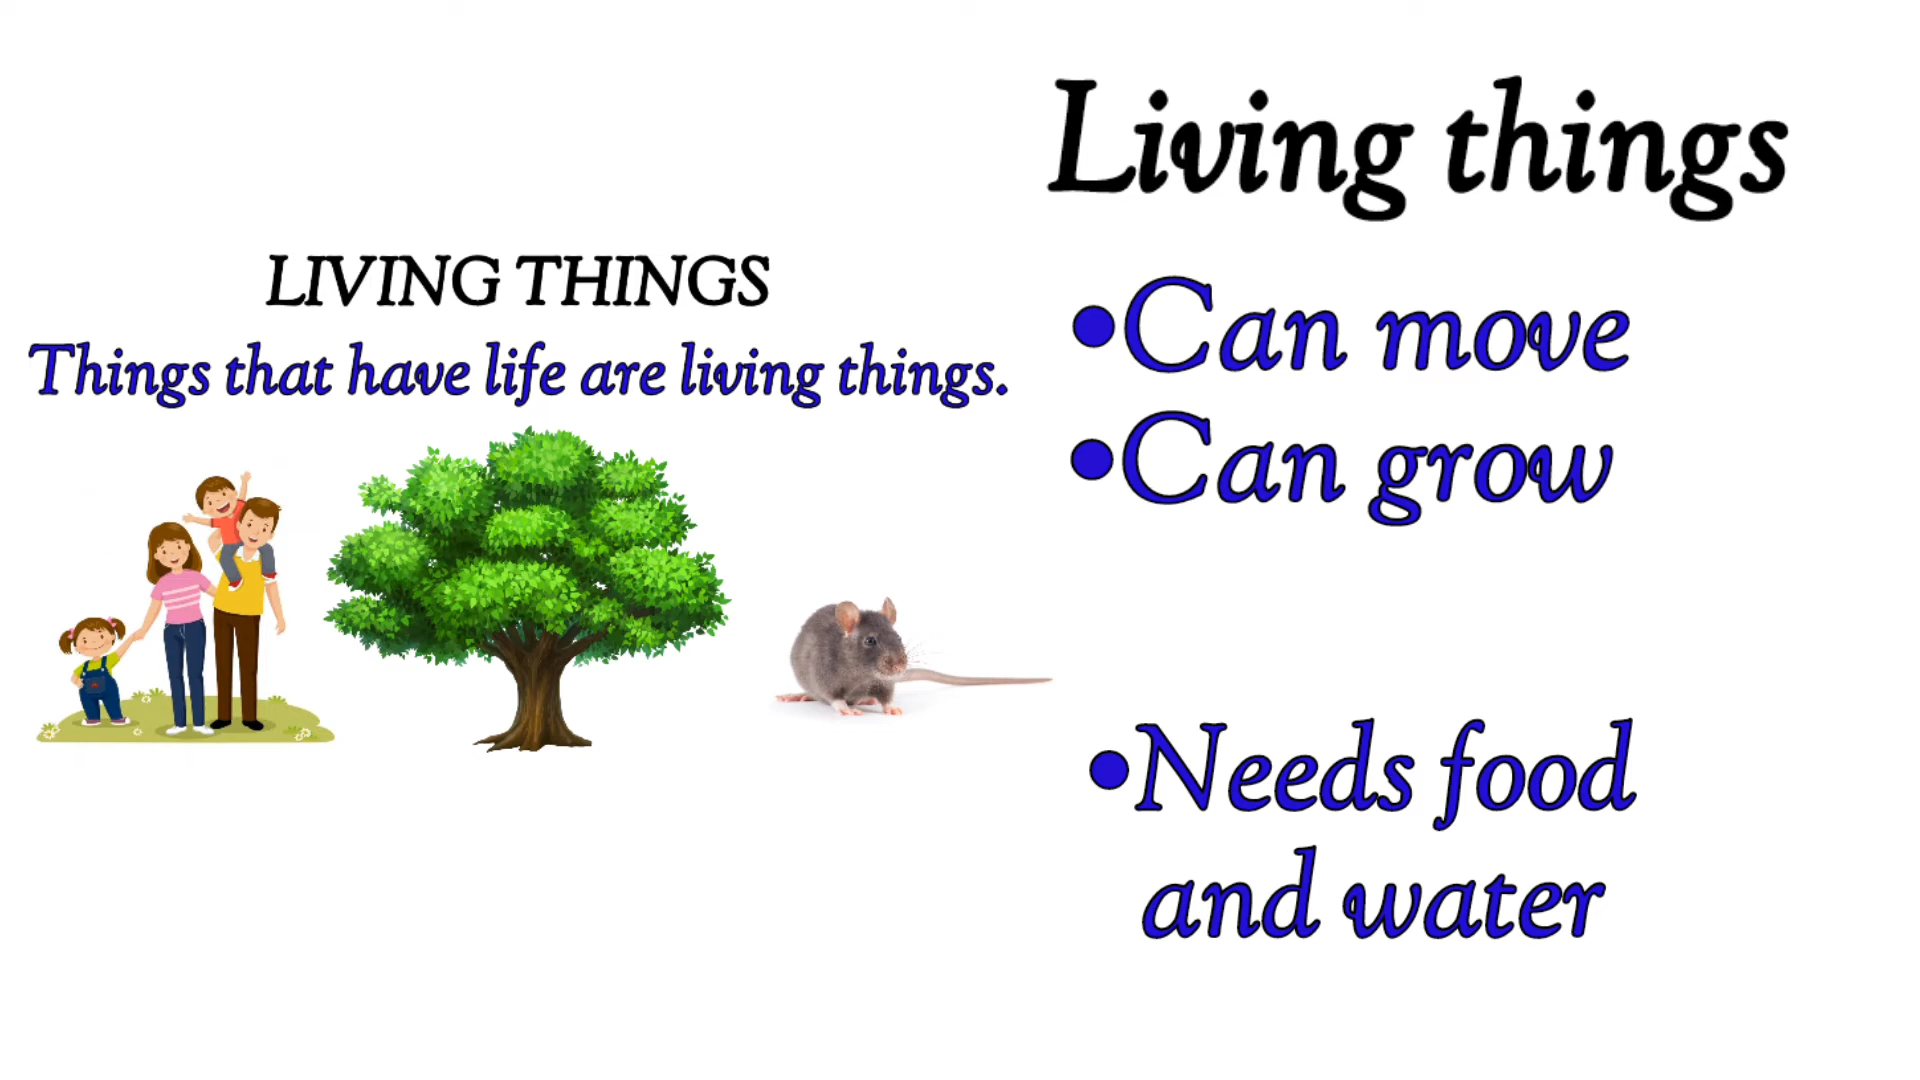 LIVING THINGS
Things that have life are living things.
Living things
•Can move
•Can grow
•Needs food
and water